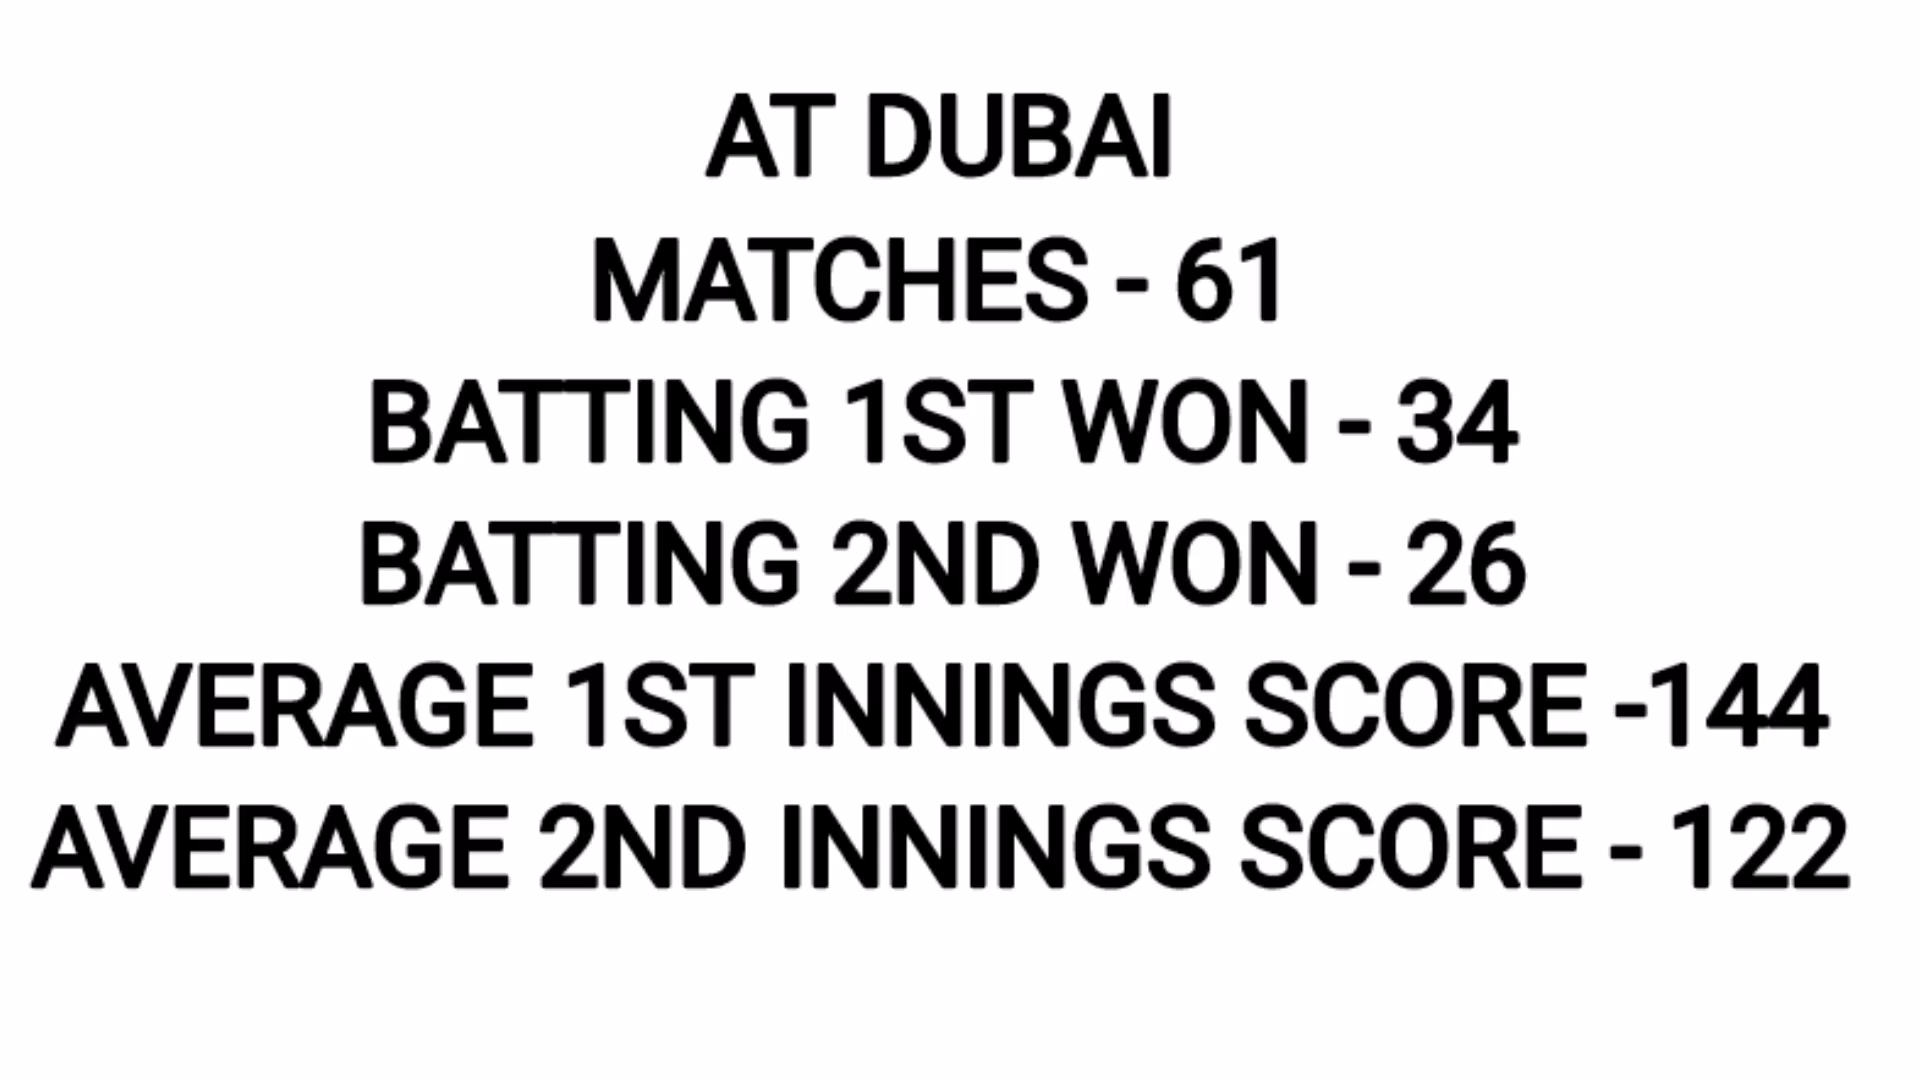 AT DUBAI
MATCHES - 61
BATTING 1ST WON - 34
BATTING 2ND WON - 26
AVERAGE 1ST INNINGS SCORE -144
AVERAGE 2ND INNINGS SCORE - 122